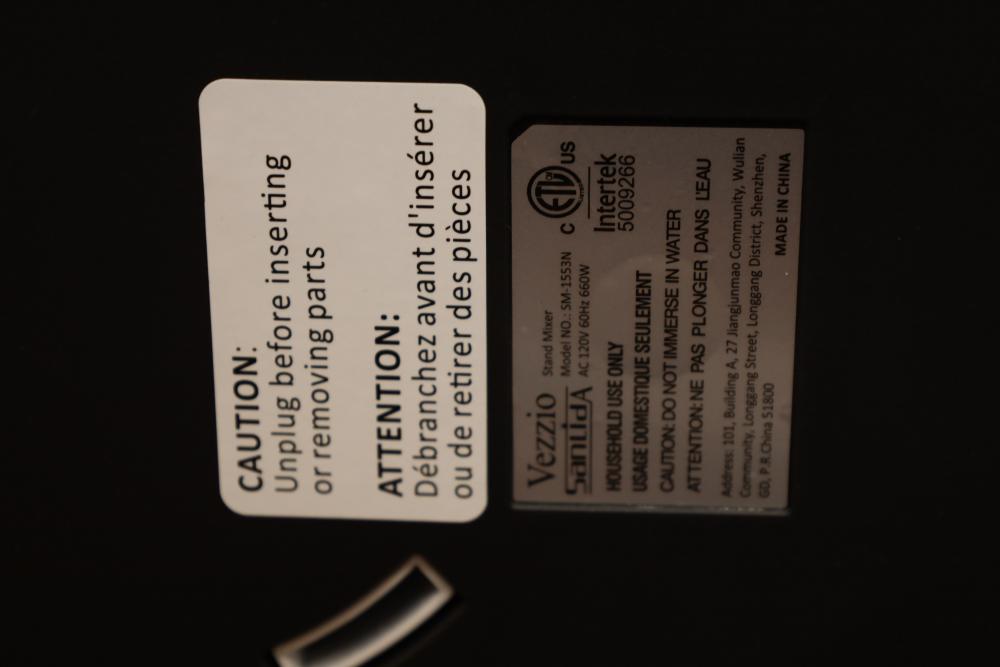 CAUTION:
Unplug before inserting
or removing parts
ATTENTION:
Débranchez avant d'insérer
ou de retirer des pièces
Vezzio
SantidA
Stand Mixer
Model NO.: SM-1553N
AC 120V 60Hz 660W
C ETL US
Intertek
5009266
HOUSEHOLD USE ONLY
USAGE DOMESTIQUE SEULEMENT
CAUTION: DO NOT IMMERSE IN WATER
ATTENTION: NE PAS PLONGER DANS L'EAU
Address: 101, Building A, 27 Jiangjunmao Community, Wulian
Community, Longgang Street, Longgang District, Shenzhen,
GD, P.R.China 51800
MADE IN CHINA